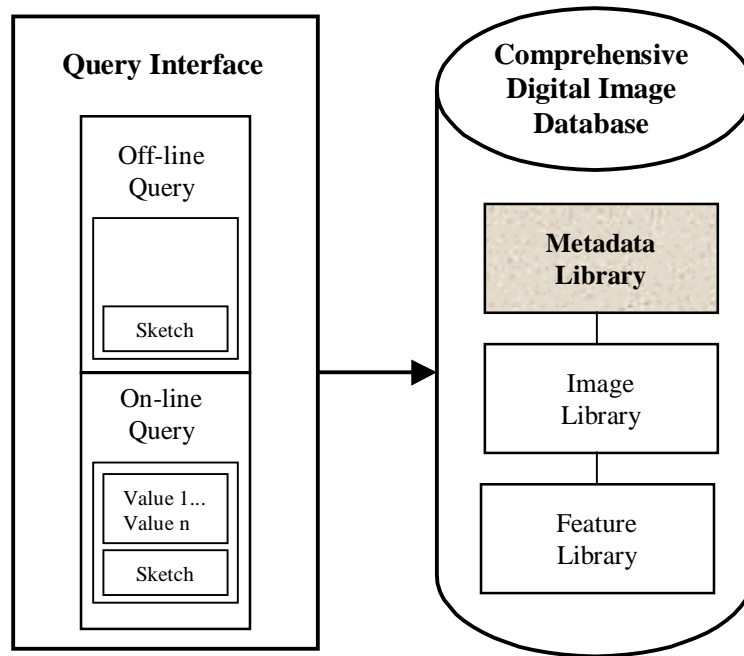 Query Interface
Off-line
Query
Sketch
On-line
Query
Value 1...
Value n
Sketch
Comprehensive
Digital Image
Database
Metadata
Library
Image
Library
Feature
Library